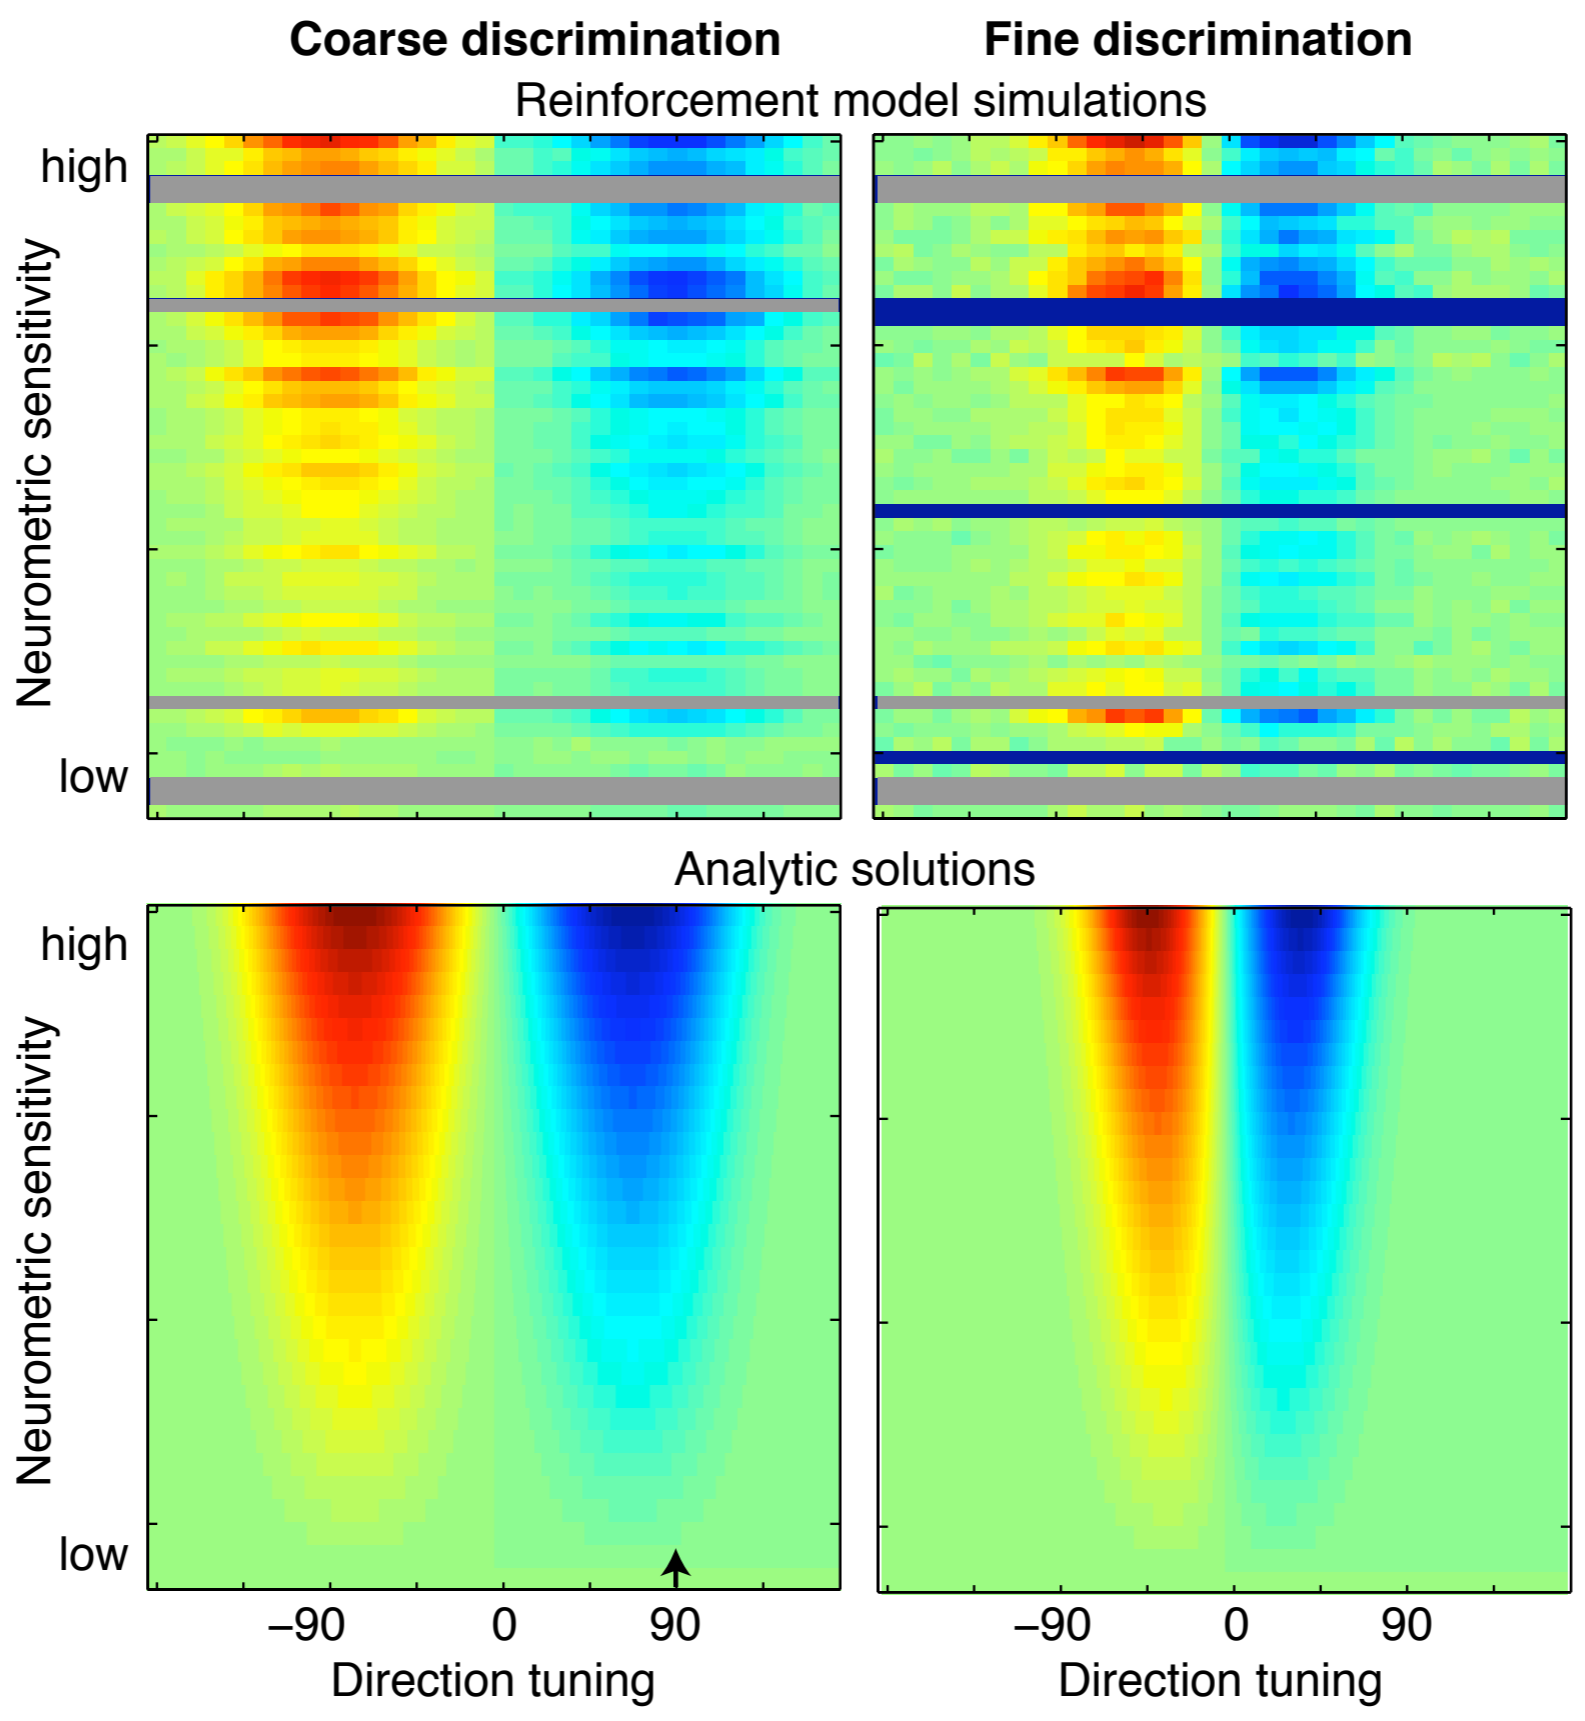 Coarse discrimination Fine discrimination
Reinforcement model simulations
high
Neurometric sensitivity
low
Analytic solutions
high
Neurometric sensitivity
low
–90 0 90 –90 0 90
Direction tuning Direction tuning